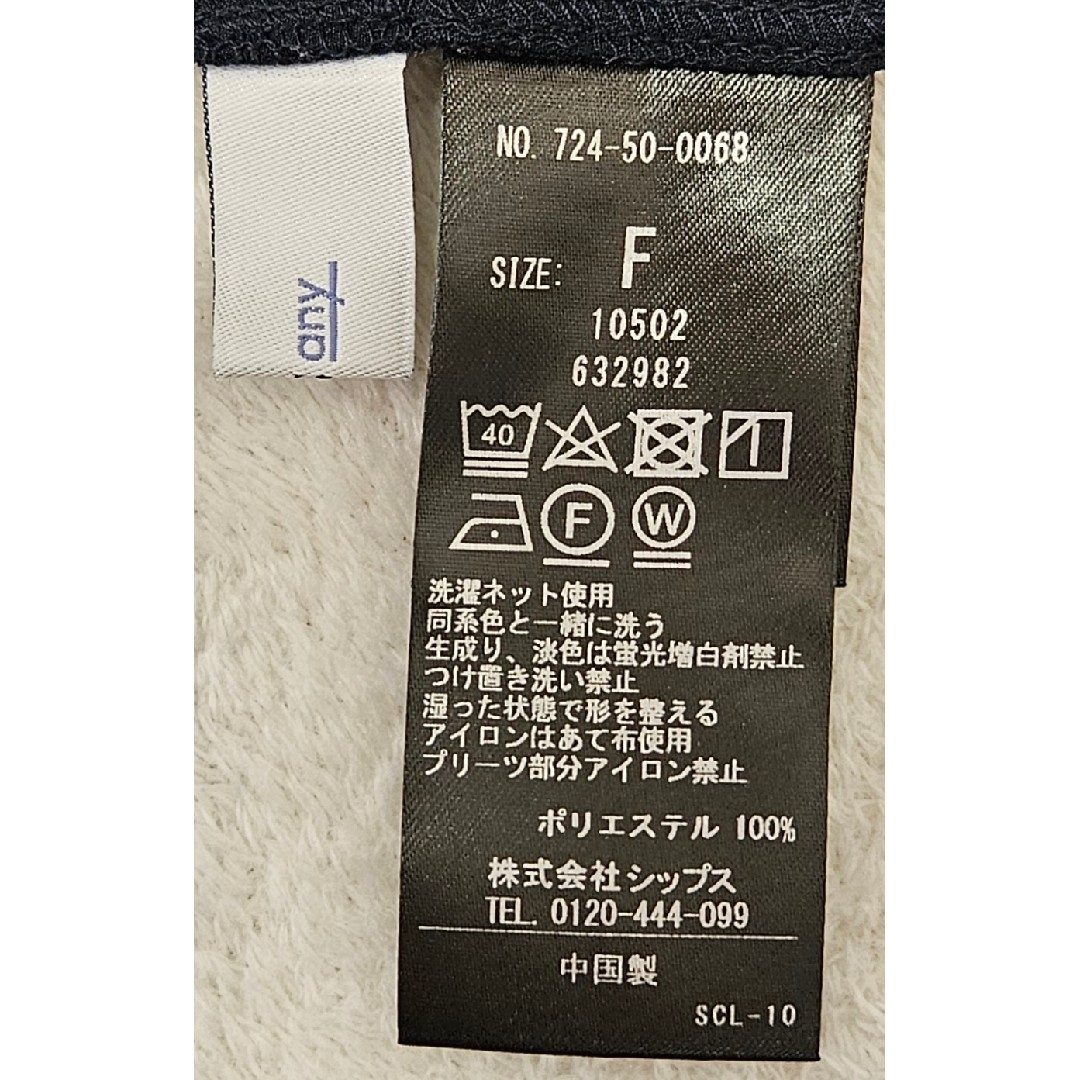 any
NO. 724-50-0068
SIZE: F
10502
632982
40
F W
洗濯ネット使用
同系色と一緒に洗う
生成り、淡色は蛍光増白剤禁止
つけ置き洗い禁止
湿った状態で形を整える
アイロンはあて布使用
プリーツ部分アイロン禁止
ポリエステル 100%
株式会社シップス
TEL. 0120-444-099
中国製
SCL-10